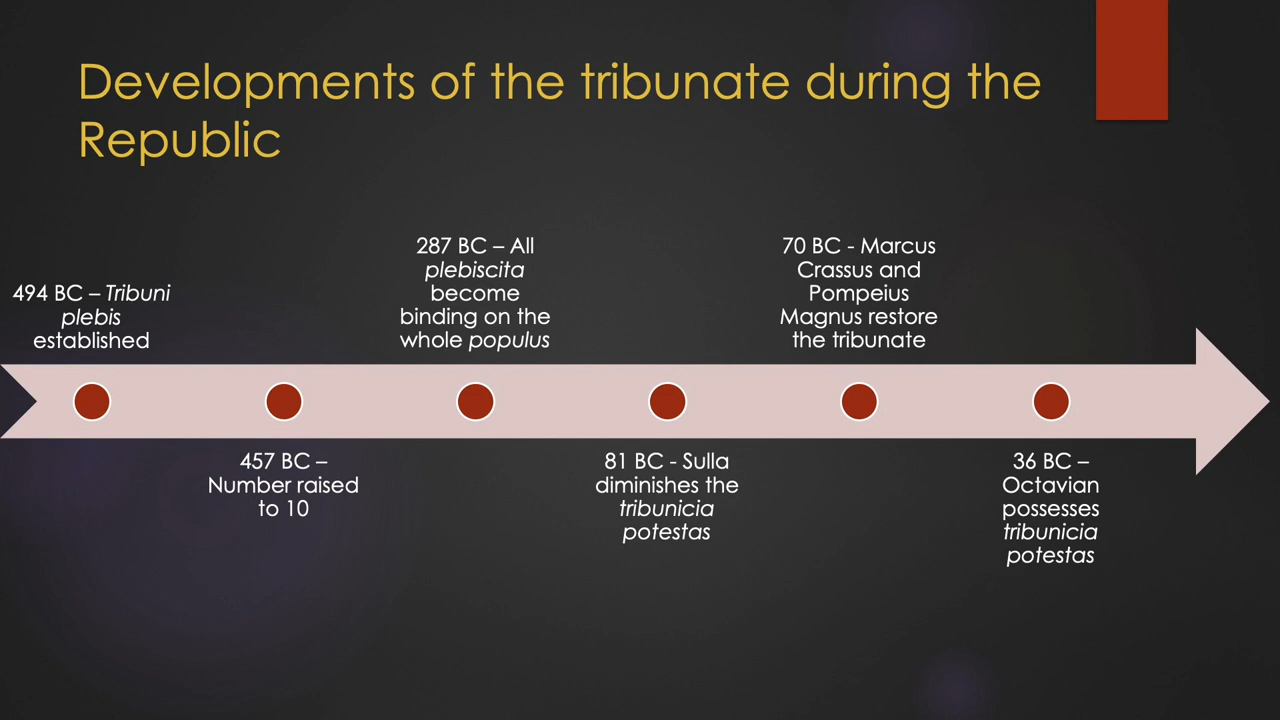 Developments of the tribunate during the
Republic
494 BC – Tribuni
plebis
established
457 BC –
Number raised
to 10
287 BC – All
plebiscita
become
binding on the
whole populus
81 BC - Sulla
diminishes the
tribunicia
potestas
70 BC - Marcus
Crassus and
Pompeius
Magnus restore
the tribunate
36 BC –
Octavian
possesses
tribunicia
potestas